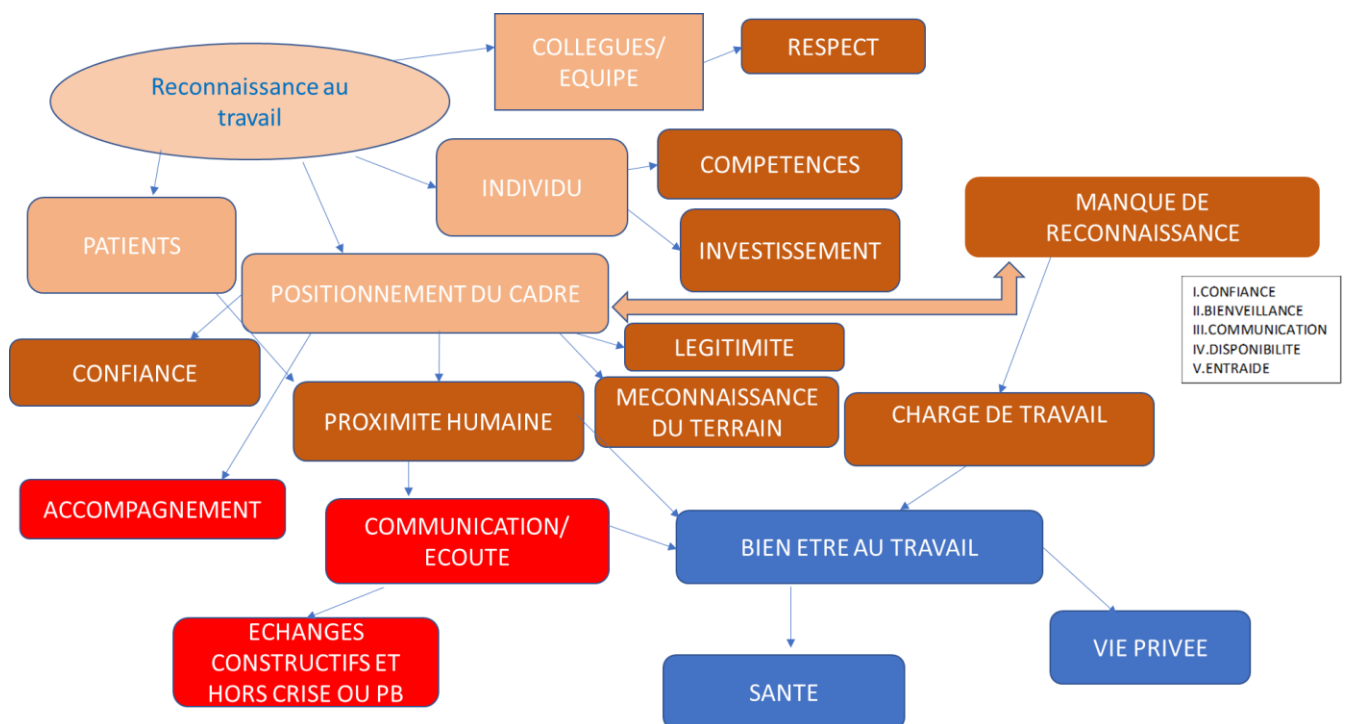 COLLEGUES/
EQUIPE
RESPECT
Reconnaissance au
travail
COMPETENCES
INDIVIDU
MANQUE DE
RECONNAISSANCE
PATIENTS
INVESTISSEMENT
POSITIONNEMENT DU CADRE
I.CONFIANCE
II.BIENVEILLANCE
III.COMMUNICATION
IV.DISPONIBILITE
V.ENTRAIDE
LEGITIMITE
CONFIANCE
PROXIMITE HUMAINE
MECONNAISSANCE
DU TERRAIN
CHARGE DE TRAVAIL
ACCOMPAGNEMENT
COMMUNICATION/
ECOUTE
BIEN ETRE AU TRAVAIL
ECHANGES
CONSTRUCTIFS ET
HORS CRISE OU PB
VIE PRIVEE
SANTE